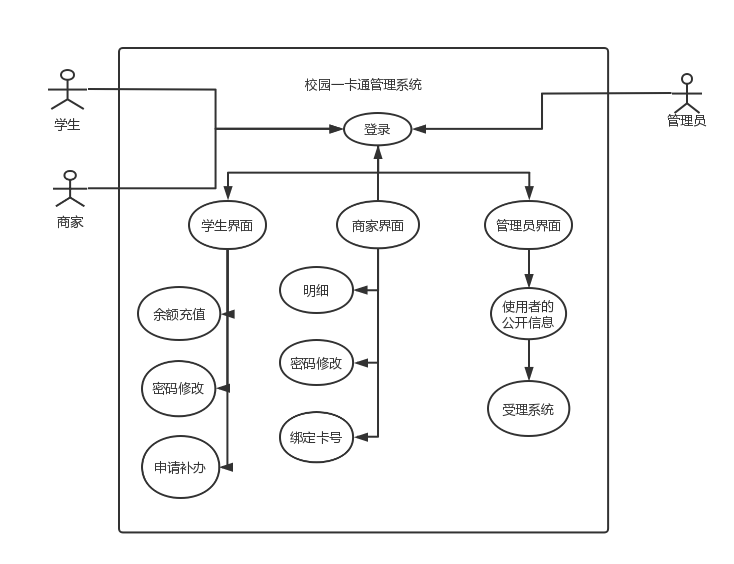 校园一卡通管理系统
学生
登录
管理员
商家
学生界面
商家界面
管理员界面
明细
余额充值
使用者的
公开信息
密码修改
密码修改
受理系统
绑定卡号
申请补办